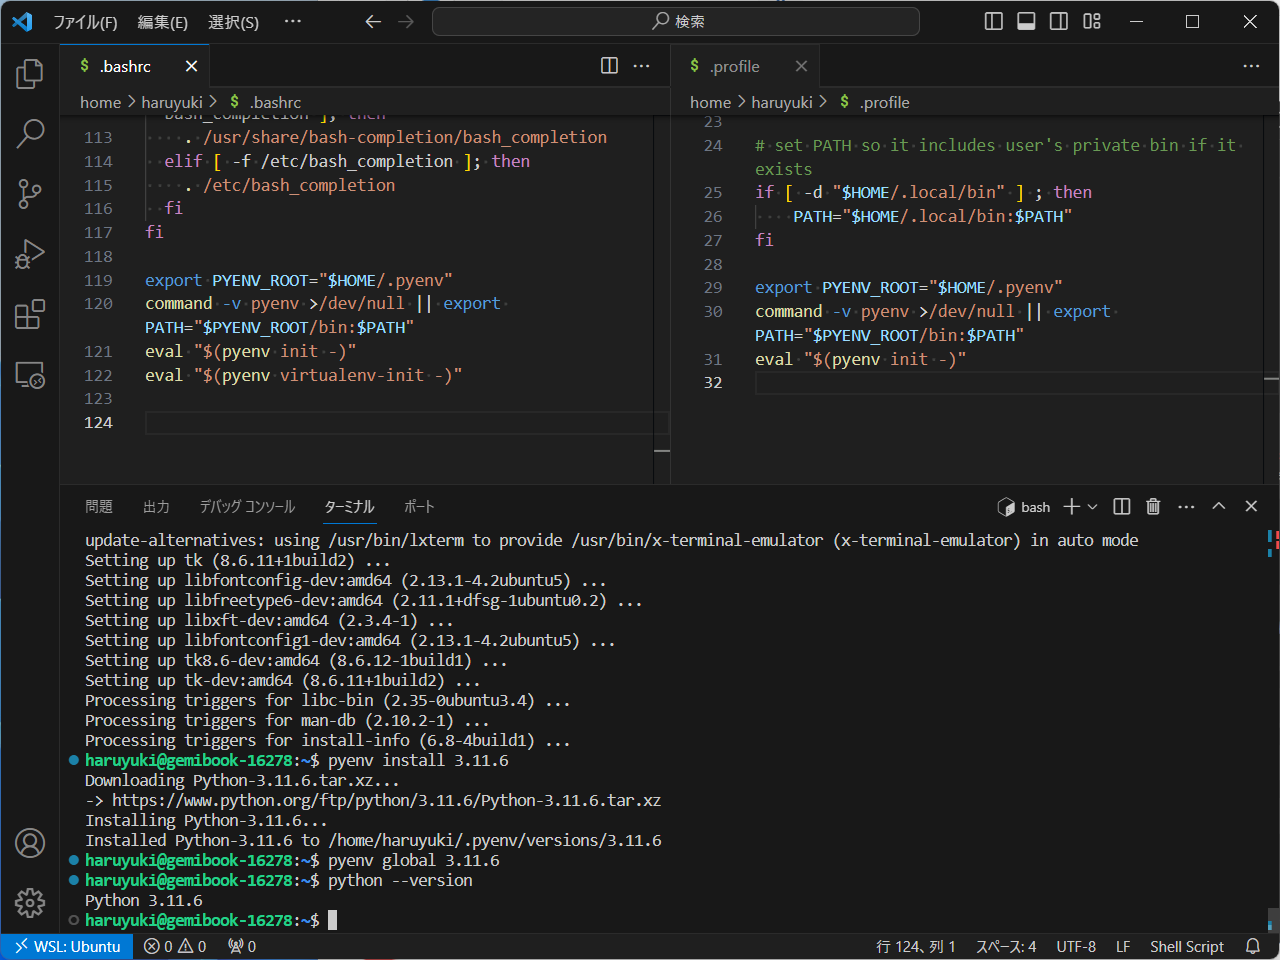 ファイル(F) 編集(E) 選択(S) ··· 検索
.bashrc
home > haruyuki > $ .bashrc
bash_completion ]; then
113 . /usr/share/bash-completion/bash_completion
114 elif [ -f /etc/bash_completion ]; then
115 . /etc/bash_completion
116 fi
117 fi
118
119 export PYENV_ROOT="$HOME/.pyenv"
120 command -v pyenv >/dev/null || export
PATH="$PYENV_ROOT/bin:$PATH"
121 eval "$(pyenv init -)"
122 eval "$(pyenv virtualenv-init -)"
123
124
$ .profile
home > haruyuki > $ .profile
23
24 # set PATH so it includes user's private bin if it
exists
25 if [ -d "$HOME/.local/bin" ] ; then
26 PATH="$HOME/.local/bin:$PATH"
27 fi
28
29 export PYENV_ROOT="$HOME/.pyenv"
30 command -v pyenv >/dev/null || export
PATH="$PYENV_ROOT/bin:$PATH"
31 eval "$(pyenv init -)"
32
問題 出力 デバッグ コンソール ターミナル ポート bash
update-alternatives: using /usr/bin/lxterm to provide /usr/bin/x-terminal-emulator (x-terminal-emulator) in auto mode
Setting up tk (8.6.11+1build2) ...
Setting up libfontconfig-dev:amd64 (2.13.1-4.2ubuntu5) ...
Setting up libfreetype6-dev:amd64 (2.11.1+dfsg-1ubuntu0.2) ...
Setting up libxft-dev:amd64 (2.3.4-1) ...
Setting up libfontconfig1-dev:amd64 (2.13.1-4.2ubuntu5) ...
Setting up tk8.6-dev:amd64 (8.6.12-1build1) ...
Setting up tk-dev:amd64 (8.6.11+1build2) ...
Processing triggers for libc-bin (2.35-0ubuntu3.4) ...
Processing triggers for man-db (2.10.2-1) ...
Processing triggers for install-info (6.8-4build1) ...
haruyuki@gemibook-16278:~$ pyenv install 3.11.6
Downloading Python-3.11.6.tar.xz...
-> https://www.python.org/ftp/python/3.11.6/Python-3.11.6.tar.xz
Installing Python-3.11.6...
Installed Python-3.11.6 to /home/haruyuki/.pyenv/versions/3.11.6
haruyuki@gemibook-16278:~$ pyenv global 3.11.6
haruyuki@gemibook-16278:~$ python --version
Python 3.11.6
haruyuki@gemibook-16278:~$
WSL: Ubuntu 0 0 0 行 124、列 1 スペース: 4 UTF-8 LF Shell Script